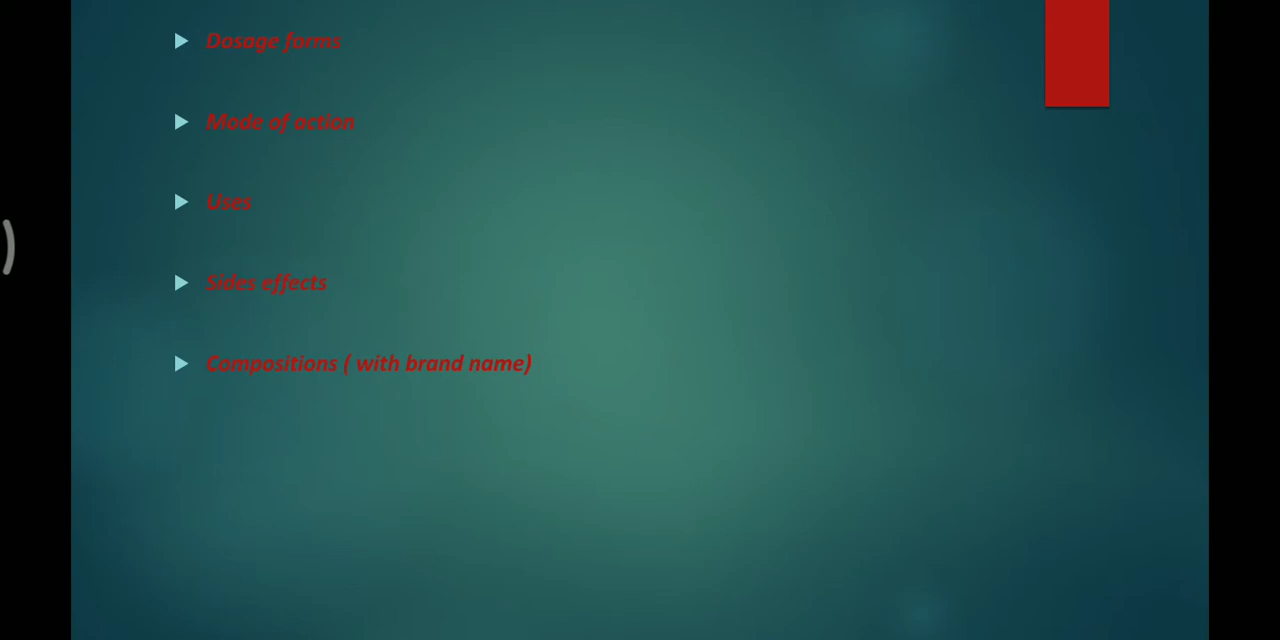 Dosage forms
Mode of action
Uses
Sides effects
Compositions ( with brand name)